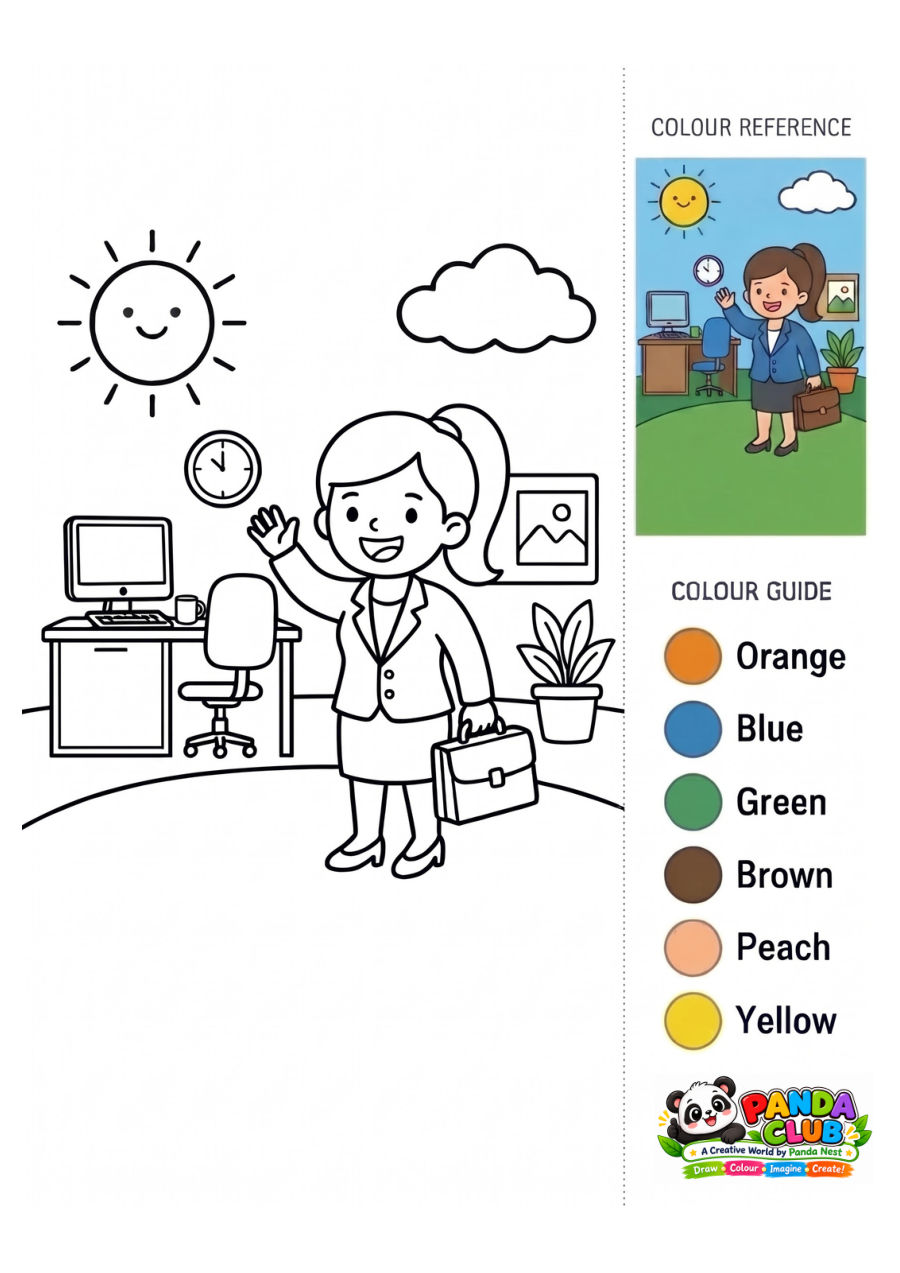 COLOUR REFERENCE
COLOUR GUIDE
Orange
Blue
Green
Brown
Peach
Yellow
PANDA
CLUB
A Creative World by Panda Nest
Draw • Colour • Imagine • Create!